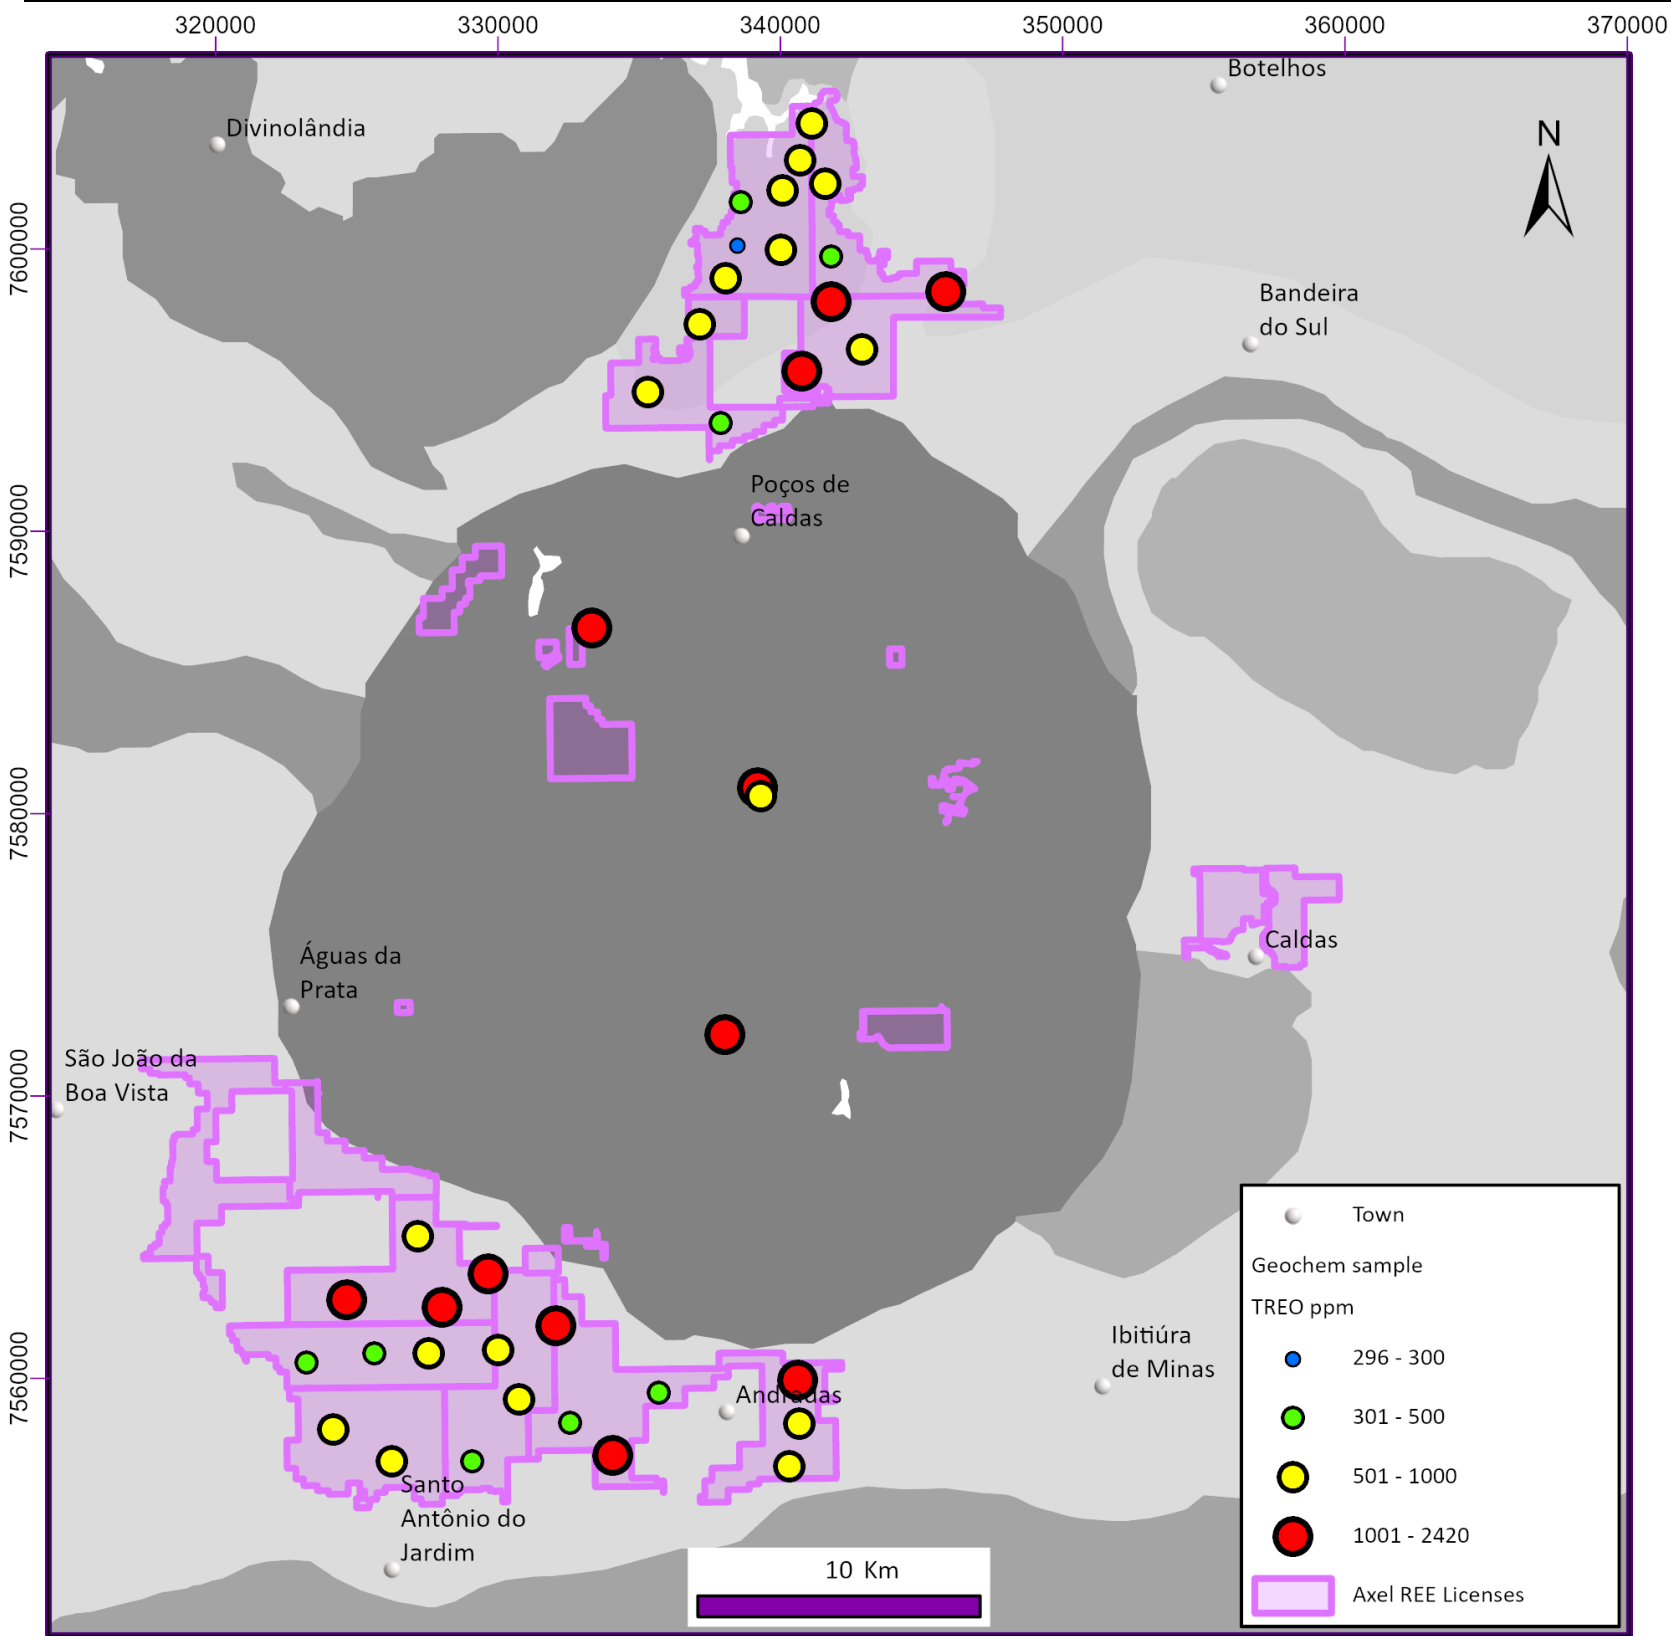 320000
330000
340000
350000
360000
370000
Botelhos
Divinolândia
N
7600000
Bandeira
do Sul
Poços de
Caldas
7590000
7580000
Caldas
Águas da
Prata
São João da
Boa Vista
7570000
Ibitiúra
de Minas
7560000
Andradas
Santo
Antônio do
Jardim
10 Km
Town
Geochem sample
TREO ppm
296 - 300
301 - 500
501 - 1000
1001 - 2420
Axel REE Licenses